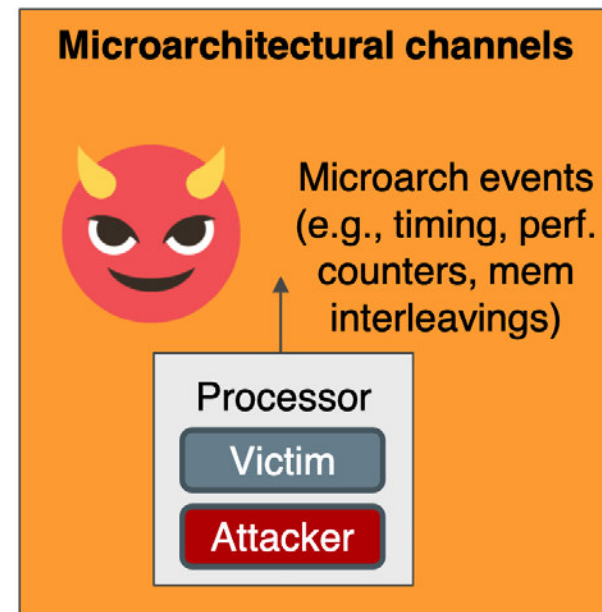 Microarchitectural channels
Microarch events
(e.g., timing, perf.
counters, mem
interleavings)
Processor
Victim
Attacker